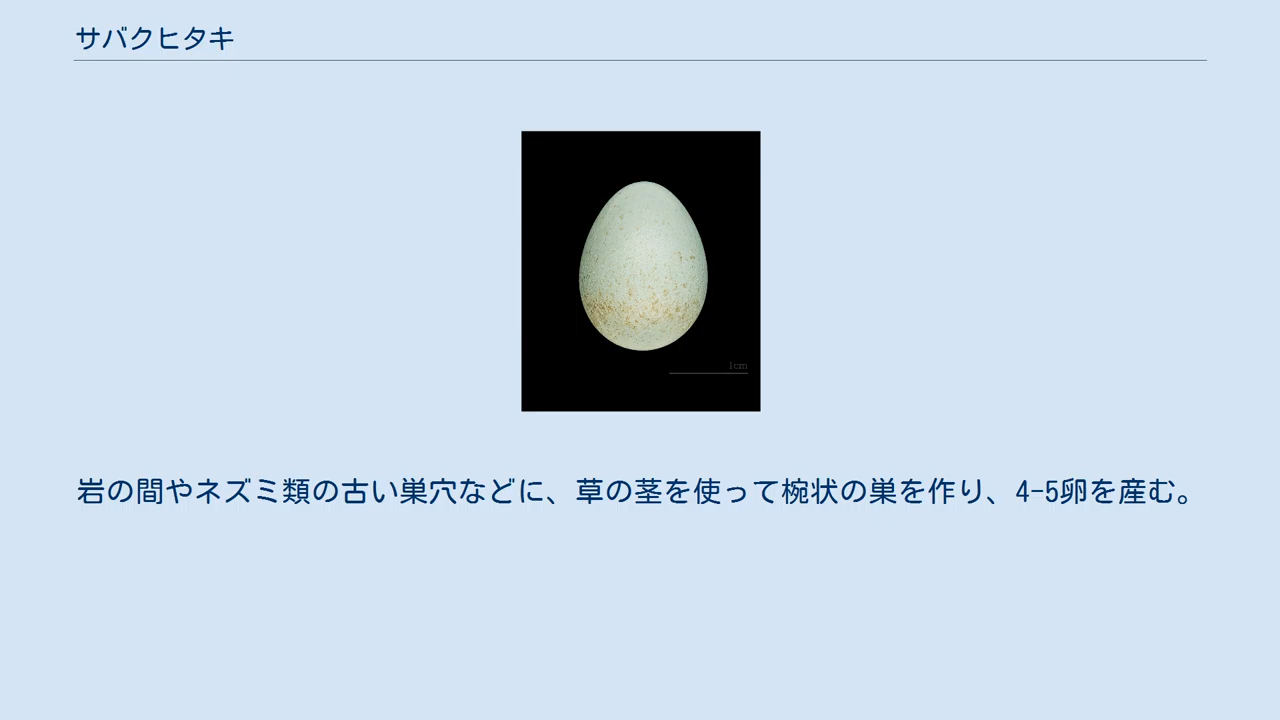 サバクヒタキ
1cm
岩の間やネズミ類の古い巣穴などに、草の茎を使って椀状の巣を作り、4-5卵を産む。